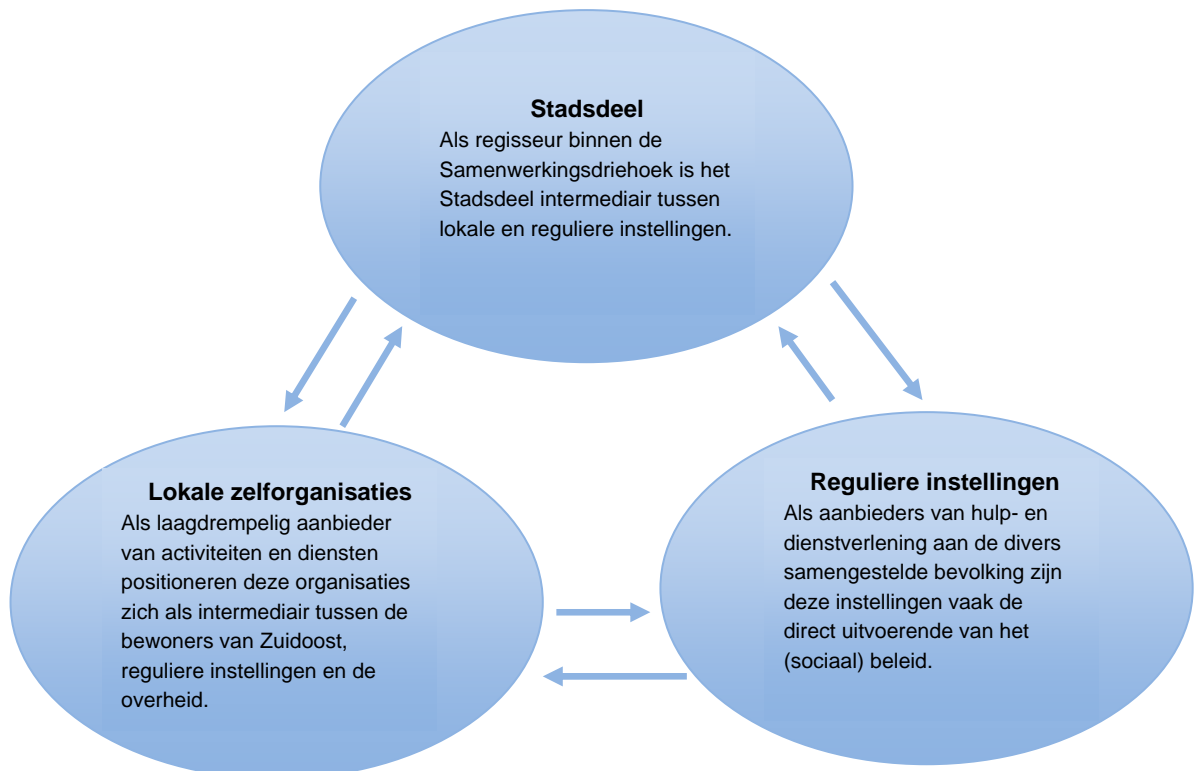 Stadsdeel
Als regisseur binnen de
Samenwerkingsdriehoek is het
Stadsdeel intermediair tussen
lokale en reguliere instellingen.
Lokale zelforganisaties
Als laagdrempelig aanbieder
van activiteiten en diensten
positioneren deze organisaties
zich als intermediair tussen de
bewoners van Zuidoost,
reguliere instellingen en de
overheid.
Reguliere instellingen
Als aanbieders van hulp- en
dienstverlening aan de divers
samengestelde bevolking zijn
deze instellingen vaak de
direct uitvoerende van het
(sociaal) beleid.